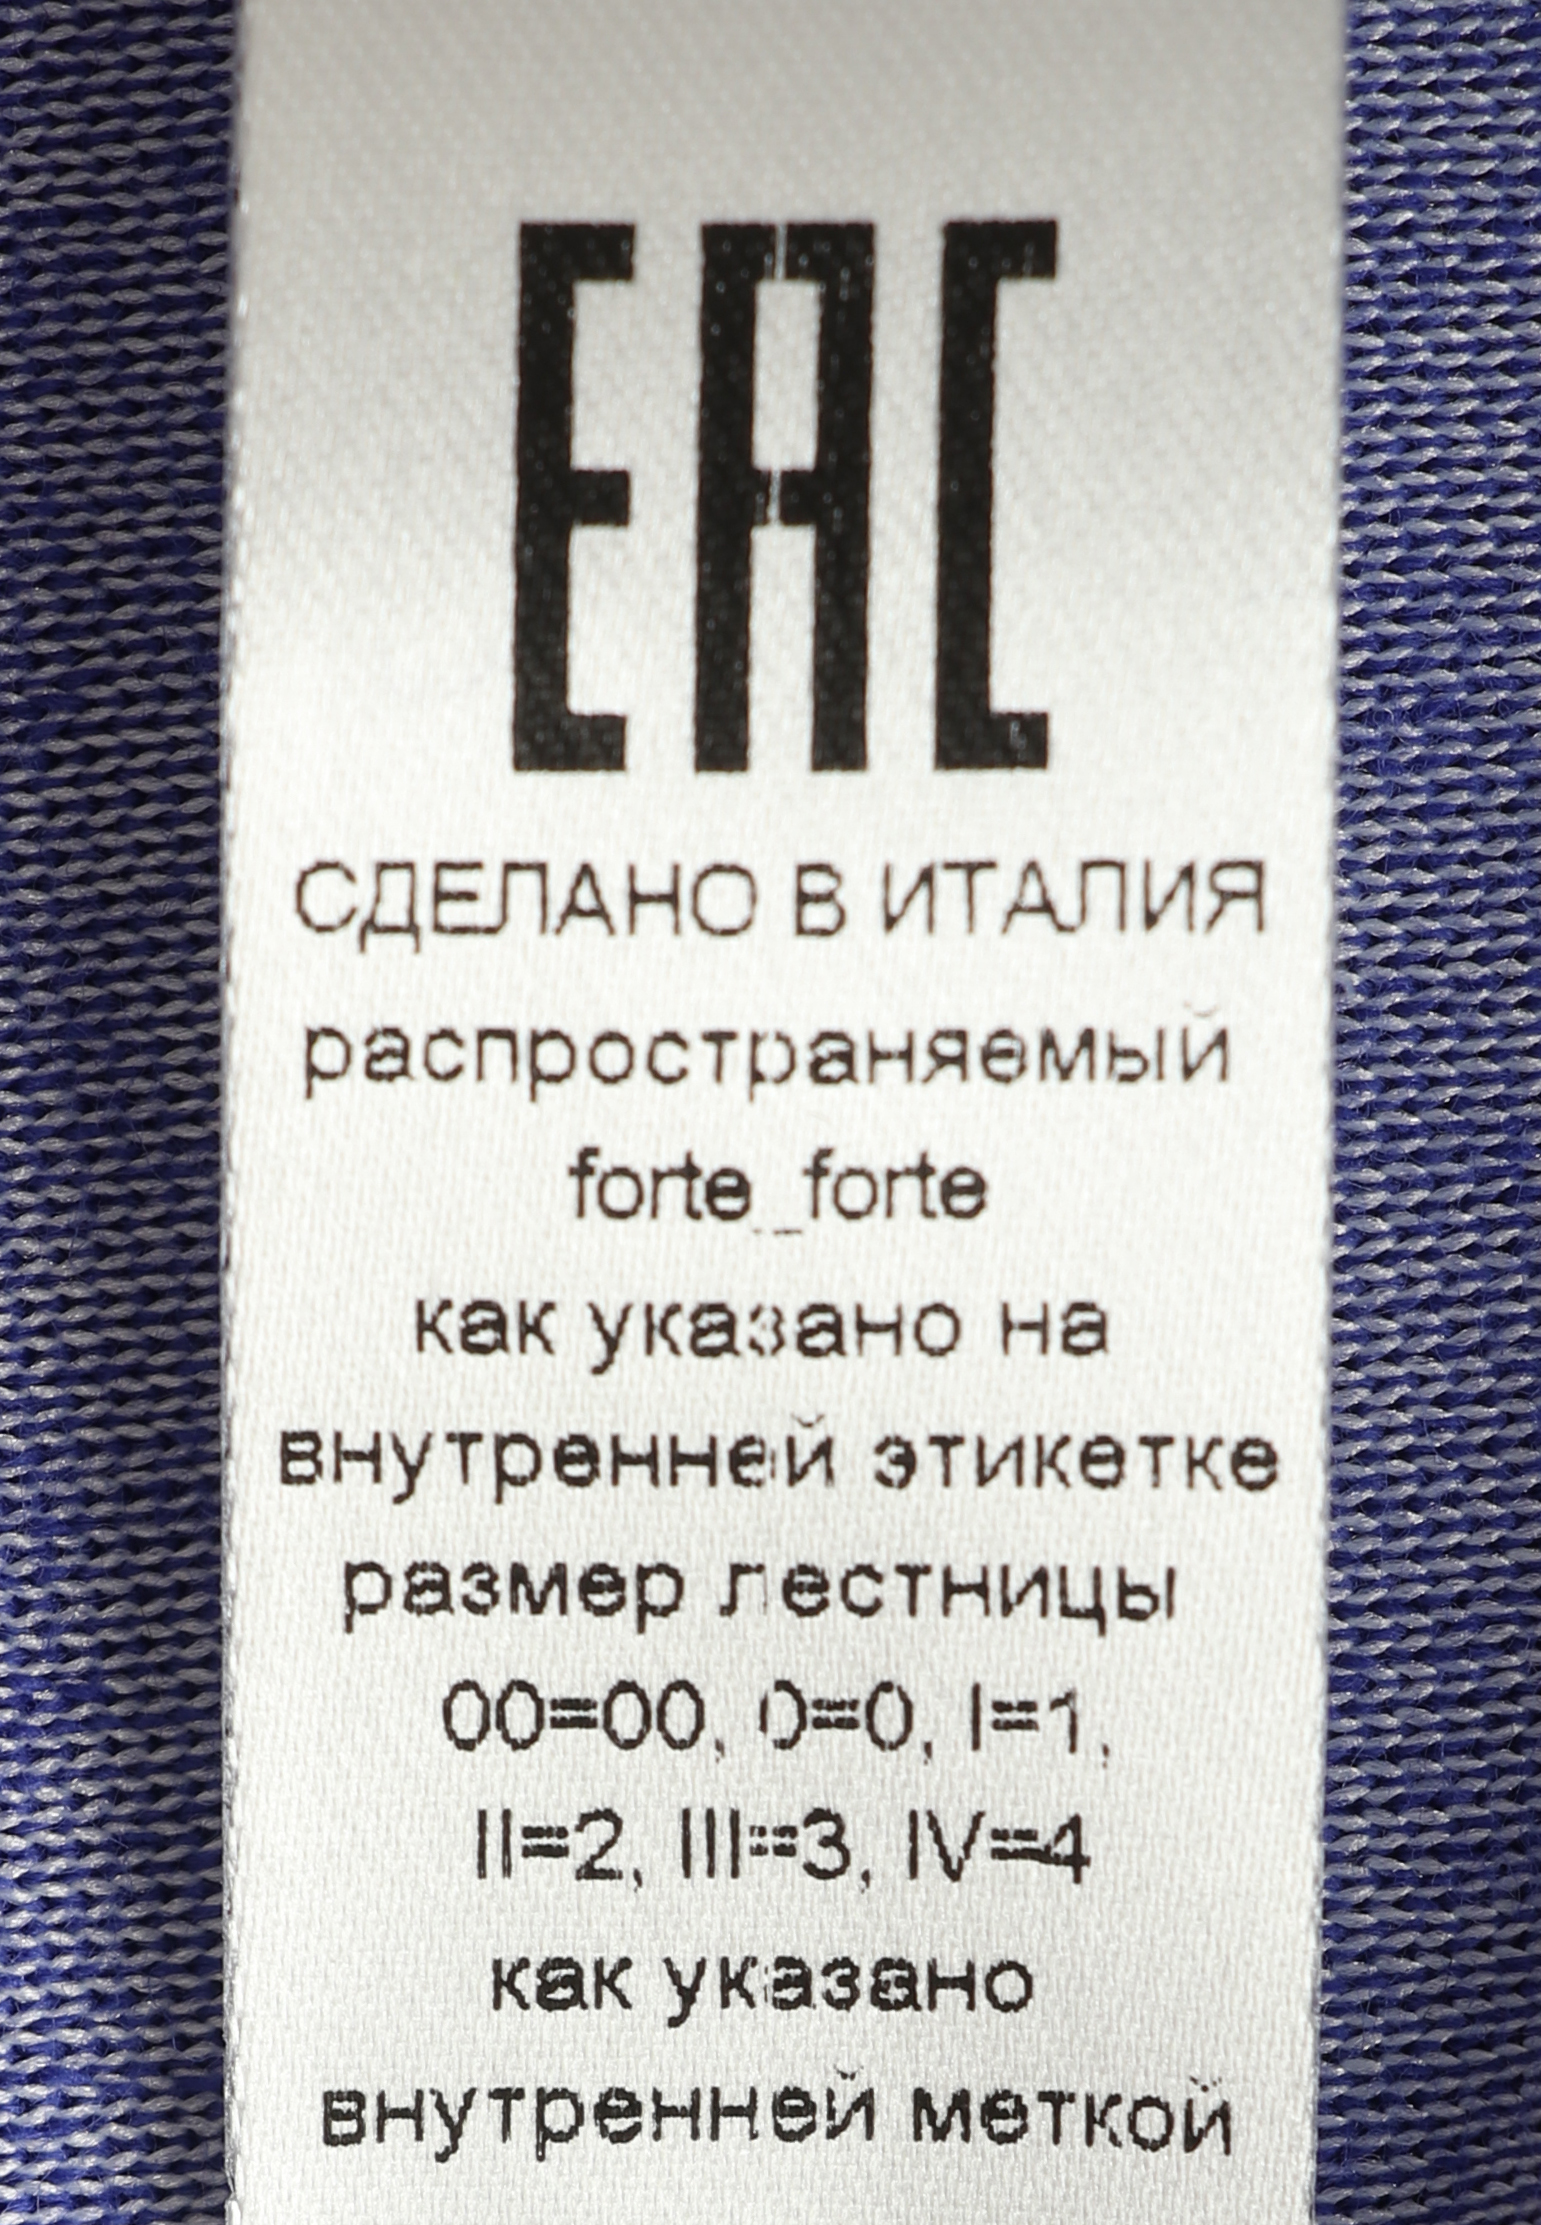 EAC
СДЕЛАНО В ИТАЛИЯ
распространяемый
forte_forte
как указано на
внутренней этикетке
размер лестницы
00=00, 0=0, I=1,
II=2, III=3, IV=4
как указано
внутренней меткой